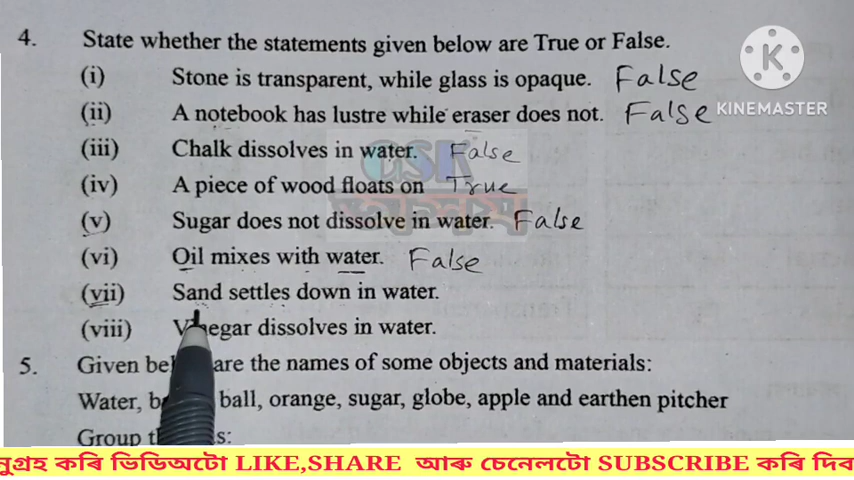 4. State whether the statements given below are True or False.
(i) Stone is transparent, while glass is opaque. False
(ii) A notebook has lustre while eraser does not. False
KINEMASTER
(iii) Chalk dissolves in water. False
(iv) A piece of wood floats on True
(v) Sugar does not dissolve in water. False
(vi) Oil mixes with water. False
(vii) Sand settles down in water.
(viii) dissolves in water.
5. Given are the names of some objects and materials:
Water, ball, orange, sugar, globe, apple and earthen pitcher
Group
কৰি ভিডিঅটো LIKE,SHARE আৰু চেনেলটো SUBSCRIBE কৰি দিব